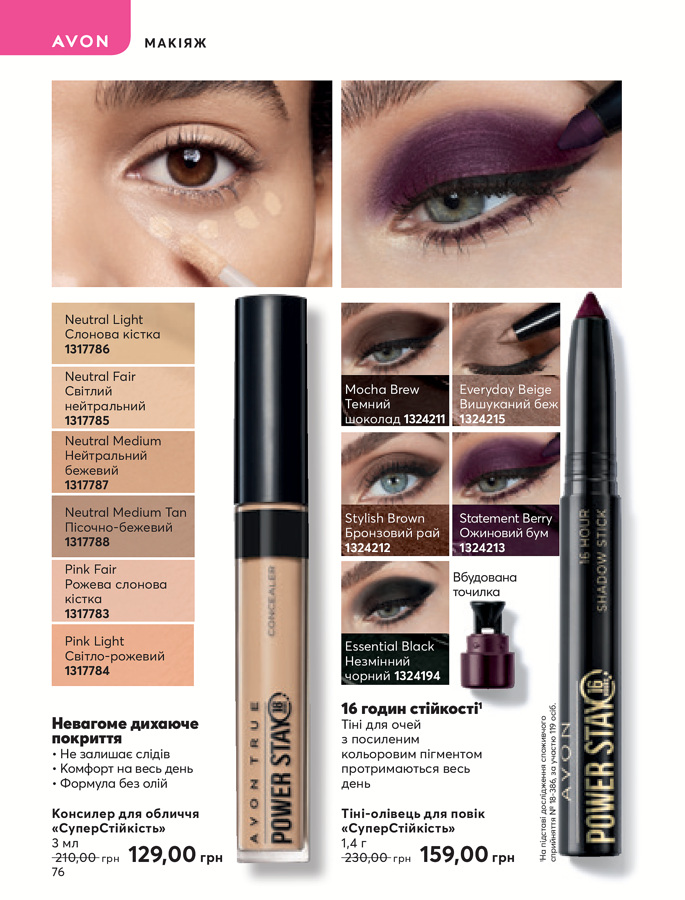 AVON
МАКІЯЖ
Neutral Light
Слонова кістка
1317786
Neutral Fair
Світлий
нейтральний
1317785
Neutral Medium
Нейтральний
бежевий
1317787
Neutral Medium Tan
Пісочно-бежевий
1317788
Pink Fair
Рожева слонова
кістка
1317783
Pink Light
Світло-рожевий
1317784
CONCEALER
AVON TRUE
POWER STAY 18
Невагоме дихаюче
покриття
• Не залишає слідів
• Комфорт на весь день
• Формула без олій
Консилер для обличчя
«СуперСтійкість»
3 мл
210,00 грн 129,00 грн
76
Mocha Brew
Темний
шоколад 1324211
Everyday Beige
Вишуканий беж
1324215
Stylish Brown
Бронзовий рай
1324212
Statement Berry
Ожиновий бум
1324213
Essential Black
Незмінний
чорний 1324194
Вбудована
точилка
16 HOUR
SHADOW STICK
AVON
POWER STAY 16
16 годин стійкості¹
Тіні для очей
з посиленим
кольоровим пігментом
протримаються весь
день
Тіні-олівець для повік
«СуперСтійкість»
1,4 г
230,00 грн 159,00 грн
¹На підставі дослідження споживчого
сприйняття № 18-386, за участю 119 осіб.